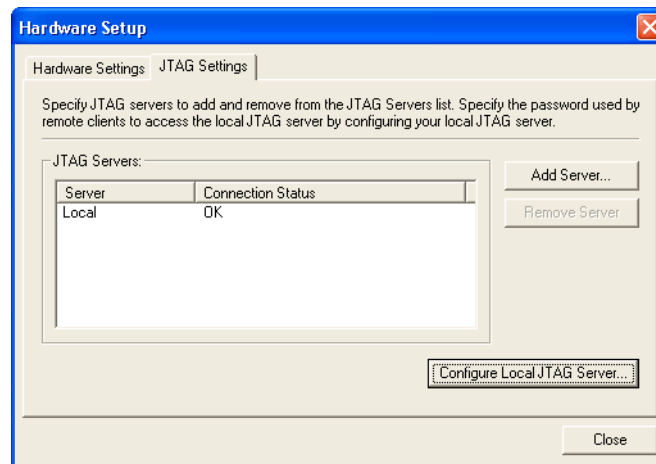 Hardware Setup
Hardware Settings JTAG Settings
Specify JTAG servers to add and remove from the JTAG Servers list. Specify the password used by
remote clients to access the local JTAG server by configuring your local JTAG server.
JTAG Servers:
Server Connection Status
Local OK
Add Server...
Remove Server
Configure Local JTAG Server...
Close